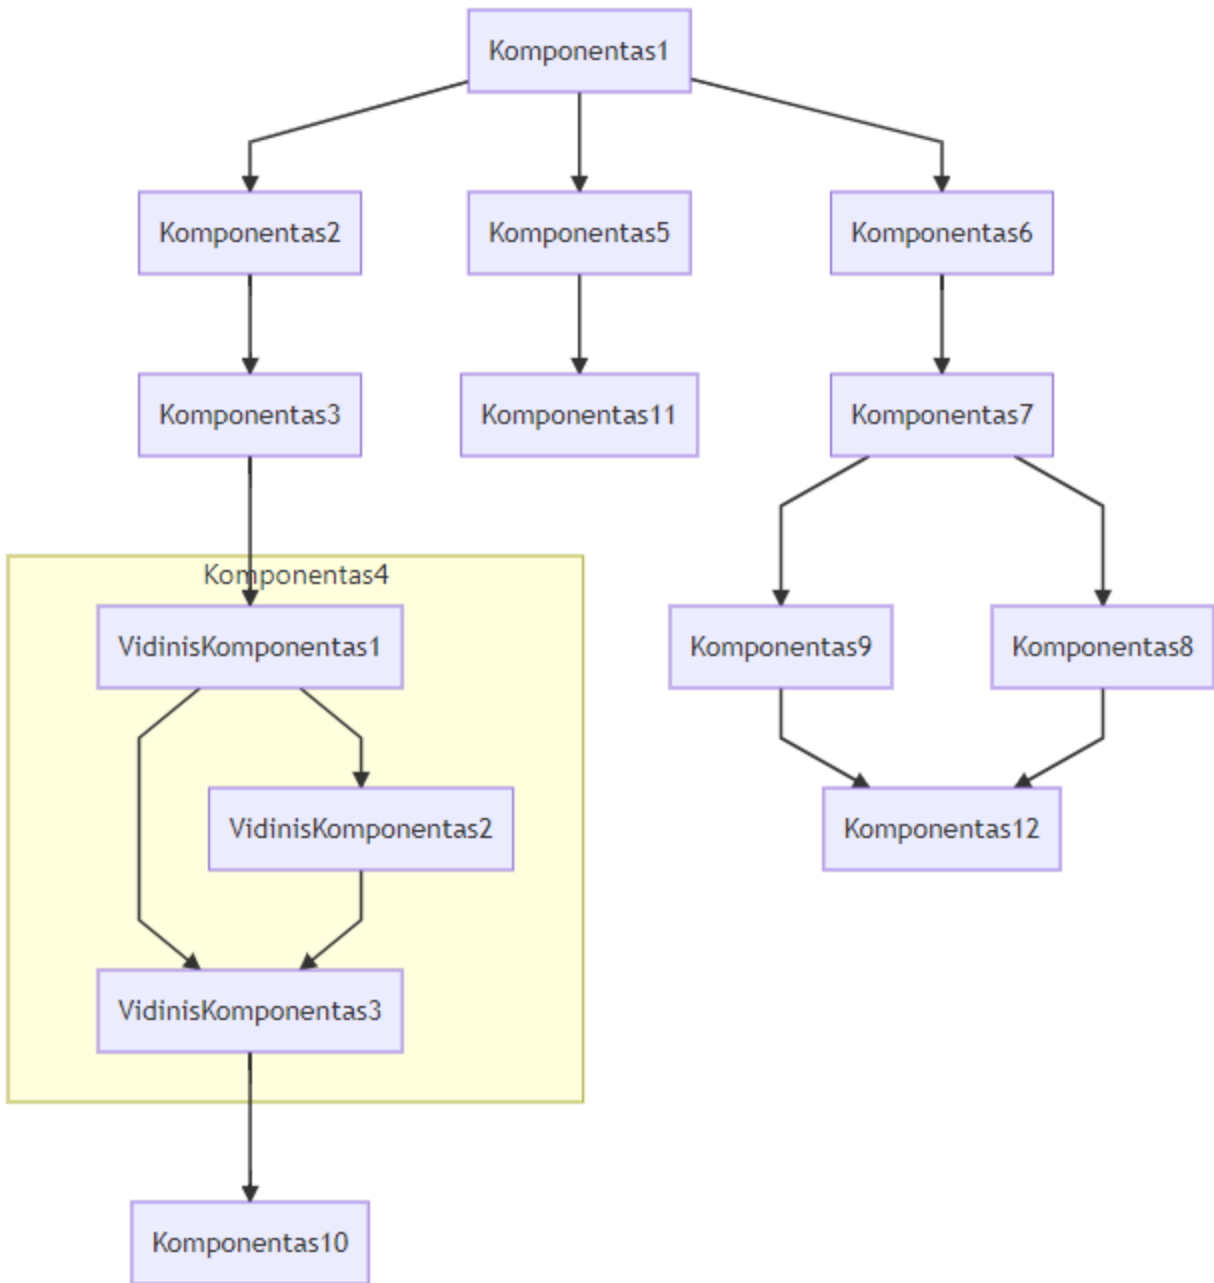 Komponentas1
Komponentas2
Komponentas5
Komponentas6
Komponentas3
Komponentas11
Komponentas7
Komponentas4
VidinisKomponentas1
Komponentas9
Komponentas8
VidinisKomponentas2
Komponentas12
VidinisKomponentas3
Komponentas10